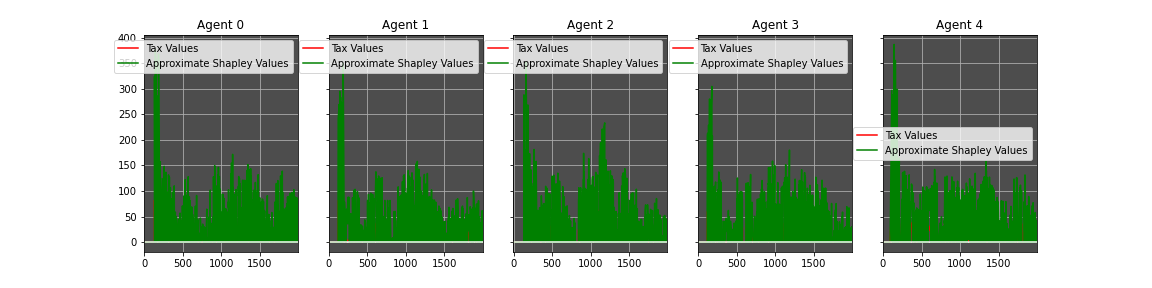 Agent 0
Agent 1
Agent 2
Agent 3
Agent 4
400
350
300
250
200
150
100
50
0
Tax Values
Approximate Shapley Values
Tax Values
Approximate Shapley Values
Tax Values
Approximate Shapley Values
Tax Values
Approximate Shapley Values
Tax Values
Approximate Shapley Values
0 500 1000 1500
0 500 1000 1500
0 500 1000 1500
0 500 1000 1500
0 500 1000 1500